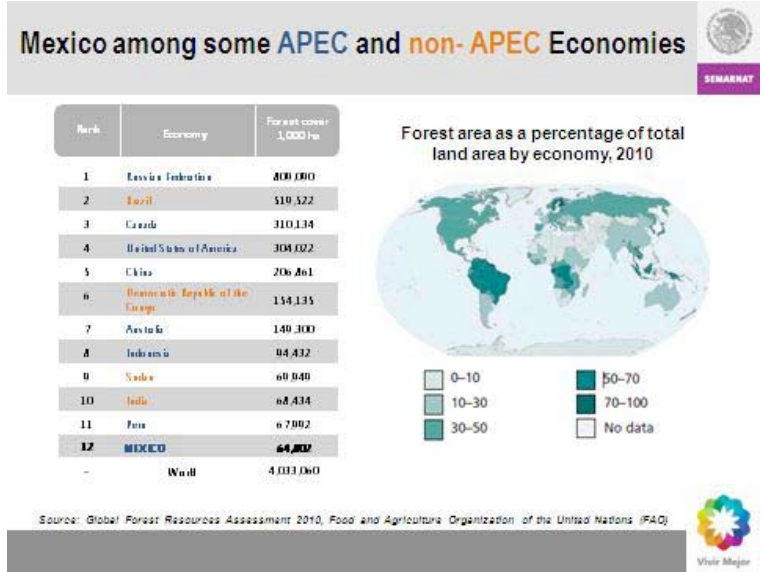 Mexico among some APEC and non- APEC Economies
SEMARNAT
Rank Economy Forest cover 1,000 ha
1 Russian Federation 809,090
2 Brazil 519,522
3 Canada 310,134
4 United States of America 304,022
5 China 206,861
6 Democratic Republic of the Congo 154,135
7 Australia 149,300
8 Indonesia 94,432
9 Sudan 69,949
10 India 68,434
11 Peru 67,992
12 MEXICO 64,802
- World 4,033,060
Forest area as a percentage of total
land area by economy, 2010
0–10
10–30
30–50
50–70
70–100
No data
Source: Global Forest Resources Assessment 2010, Food and Agriculture Organization of the United Nations (FAO)
Vivir Mejor